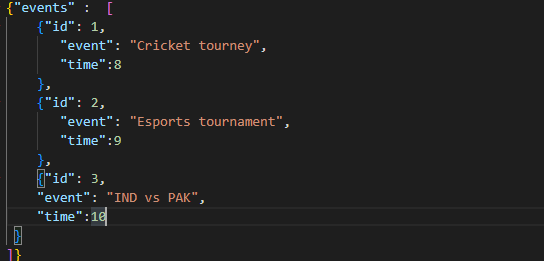 {"events" :  [
    {"id": 1,
       "event": "Cricket tourney",
       "time":8
    },
    {"id": 2,
       "event": "Esports tournament",
       "time":9
    },
    {"id": 3,
    "event": "IND vs PAK",
    "time":10
 }
]}